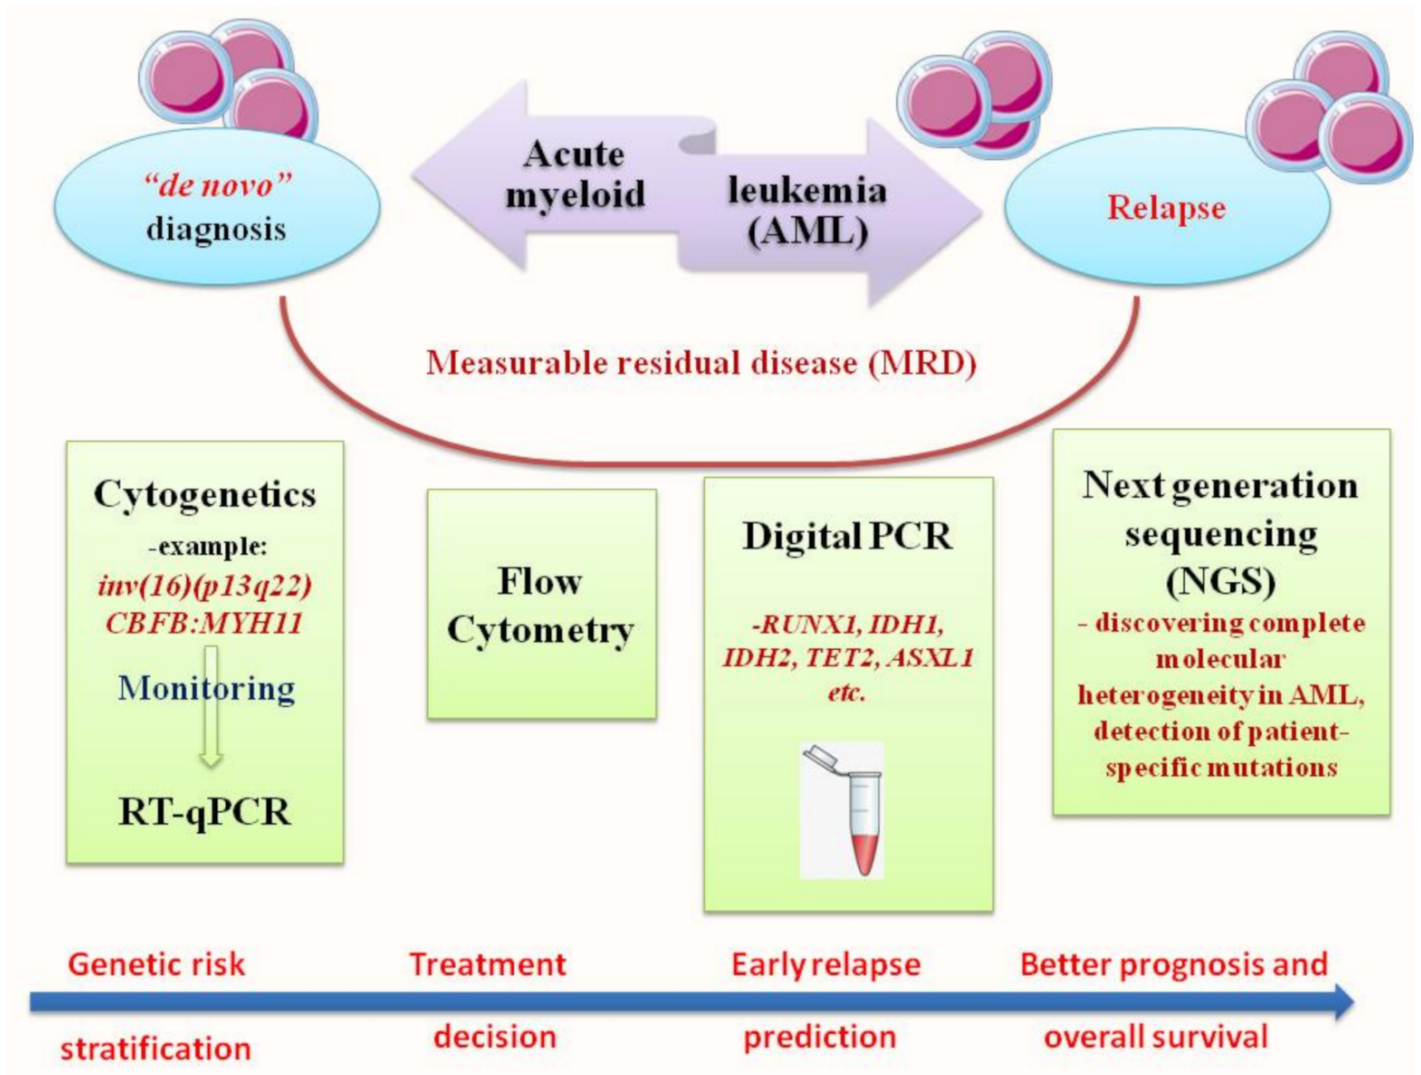 "de novo"
diagnosis
Acute
myeloid
leukemia
(AML)
Relapse
Measurable residual disease (MRD)
Cytogenetics
-example:
inv(16)(p13q22)
CBFB:MYH11
Monitoring
RT-qPCR
Flow
Cytometry
Digital PCR
-RUNX1, IDH1,
IDH2, TET2, ASXL1
etc.
Next generation
sequencing
(NGS)
- discovering complete
molecular
heterogeneity in AML,
detection of patient-
specific mutations
Genetic risk
stratification
Treatment
decision
Early relapse
prediction
Better prognosis and
overall survival